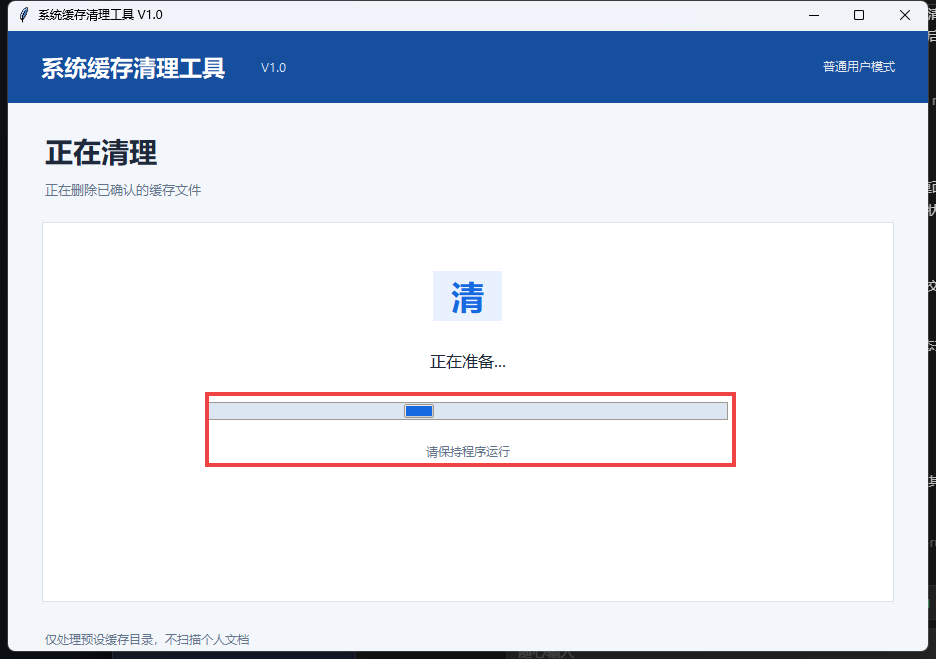 系统缓存清理工具 V1.0
系统缓存清理工具 V1.0 普通用户模式
正在清理
正在删除已确认的缓存文件
清
正在准备...
请保持程序运行
仅处理预设缓存目录，不扫描个人文档